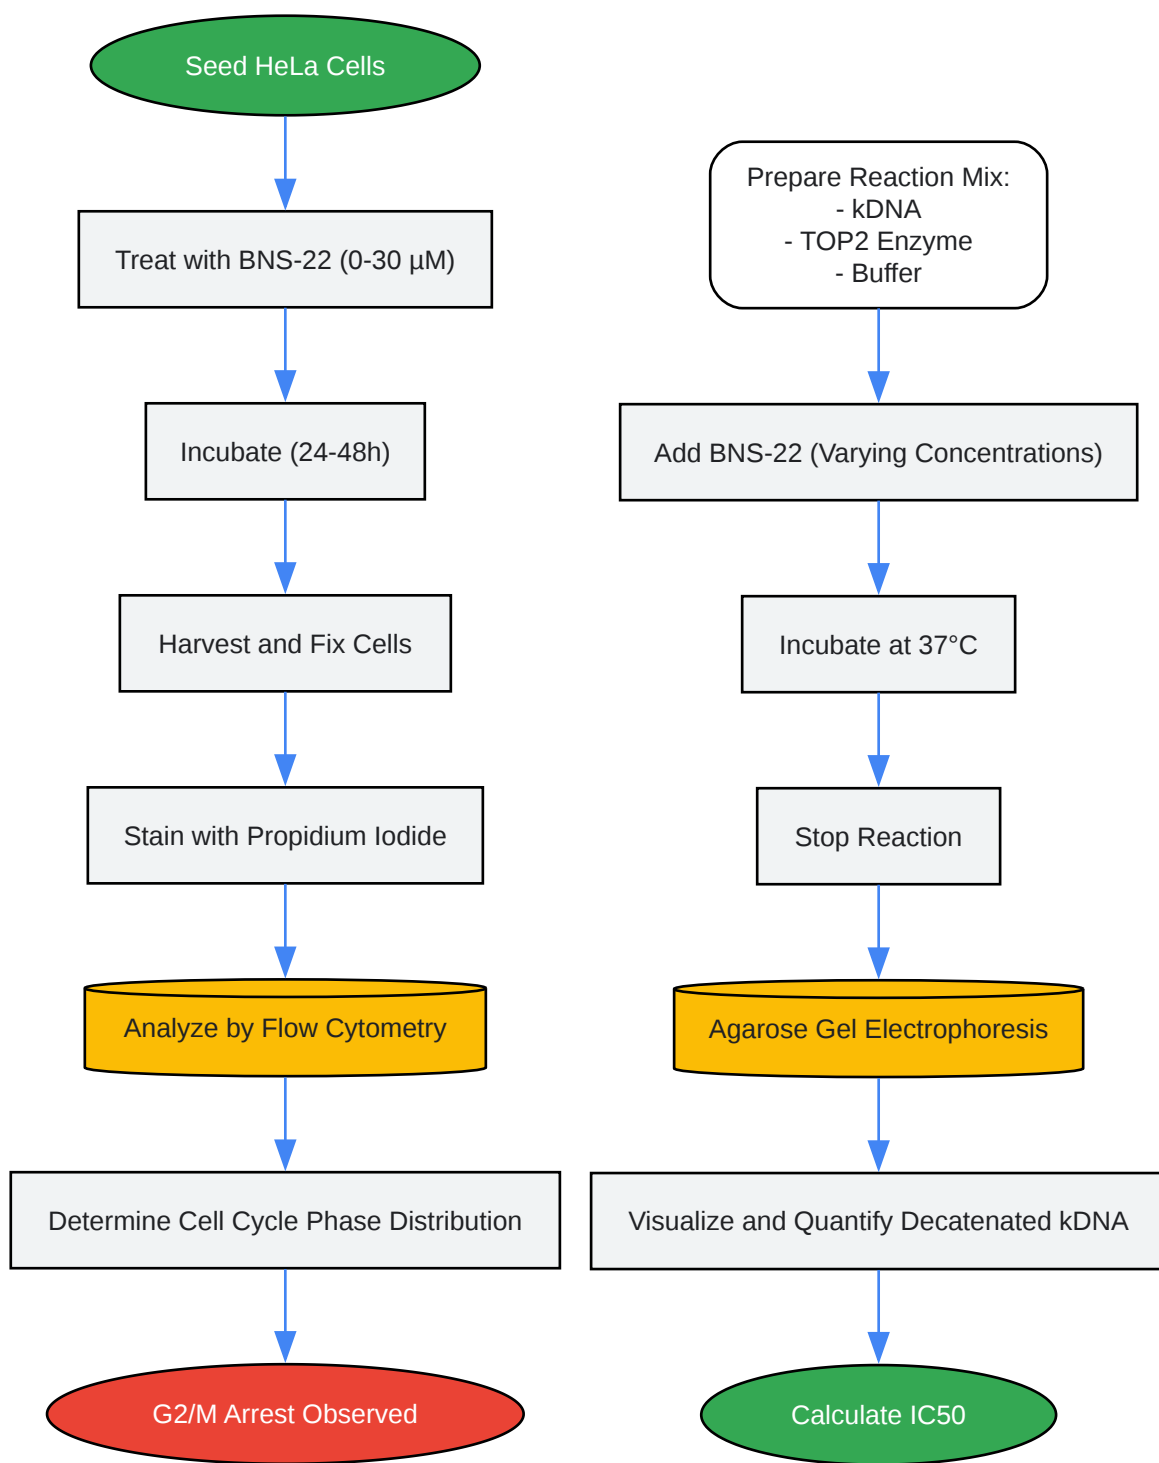 Seed HeLa Cells
Treat with BNS-22 (0-30 µM)
Incubate (24-48h)
Harvest and Fix Cells
Stain with Propidium Iodide
Analyze by Flow Cytometry
Determine Cell Cycle Phase Distribution
G2/M Arrest Observed
Prepare Reaction Mix:
- kDNA
- TOP2 Enzyme
- Buffer
Add BNS-22 (Varying Concentrations)
Incubate at 37°C
Stop Reaction
Agarose Gel Electrophoresis
Visualize and Quantify Decatenated kDNA
Calculate IC50